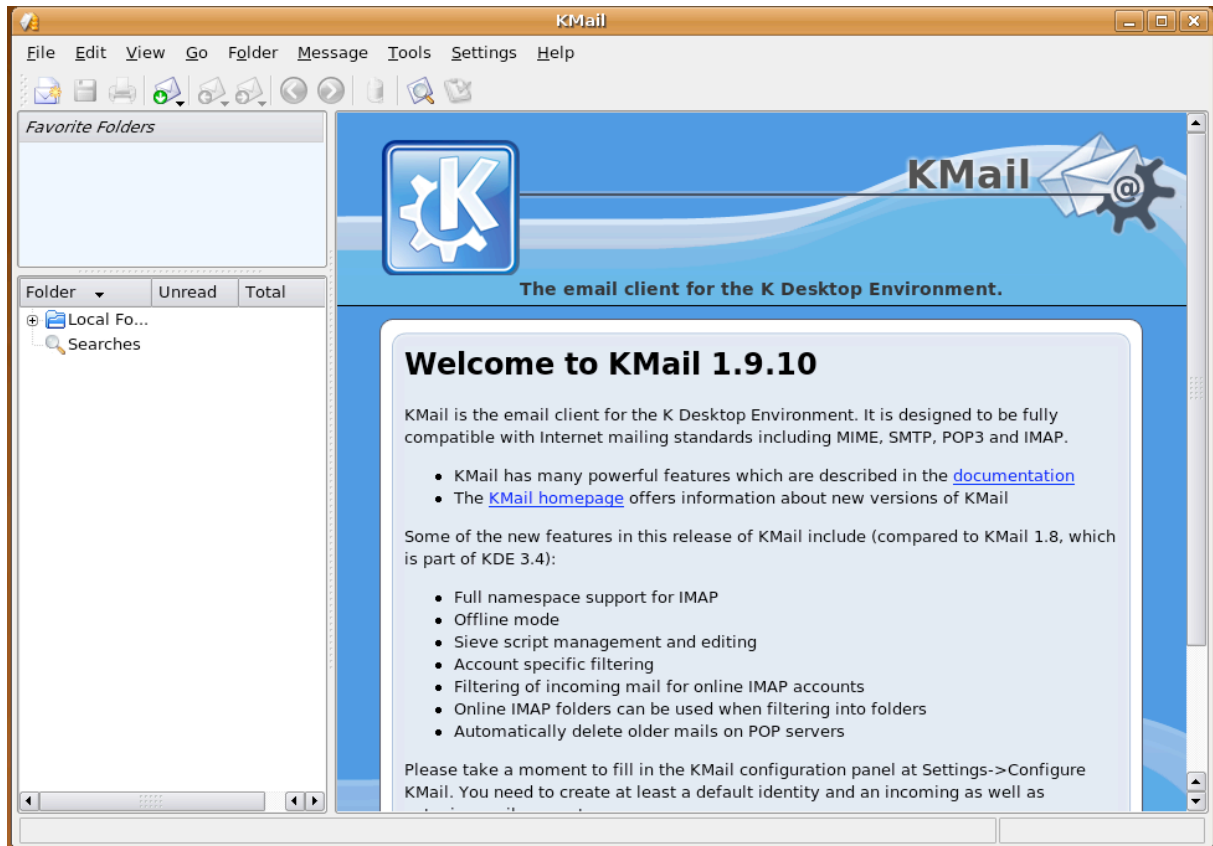 KMail
File Edit View Go Folder Message Tools Settings Help
Favorite Folders
Folder Unread Total
Local Fo...
Searches
KMail
The email client for the K Desktop Environment.
Welcome to KMail 1.9.10
KMail is the email client for the K Desktop Environment. It is designed to be fully
compatible with Internet mailing standards including MIME, SMTP, POP3 and IMAP.
• KMail has many powerful features which are described in the documentation
• The KMail homepage offers information about new versions of KMail
Some of the new features in this release of KMail include (compared to KMail 1.8, which
is part of KDE 3.4):
• Full namespace support for IMAP
• Offline mode
• Sieve script management and editing
• Account specific filtering
• Filtering of incoming mail for online IMAP accounts
• Online IMAP folders can be used when filtering into folders
• Automatically delete older mails on POP servers
Please take a moment to fill in the KMail configuration panel at Settings->Configure
KMail. You need to create at least a default identity and an incoming as well as